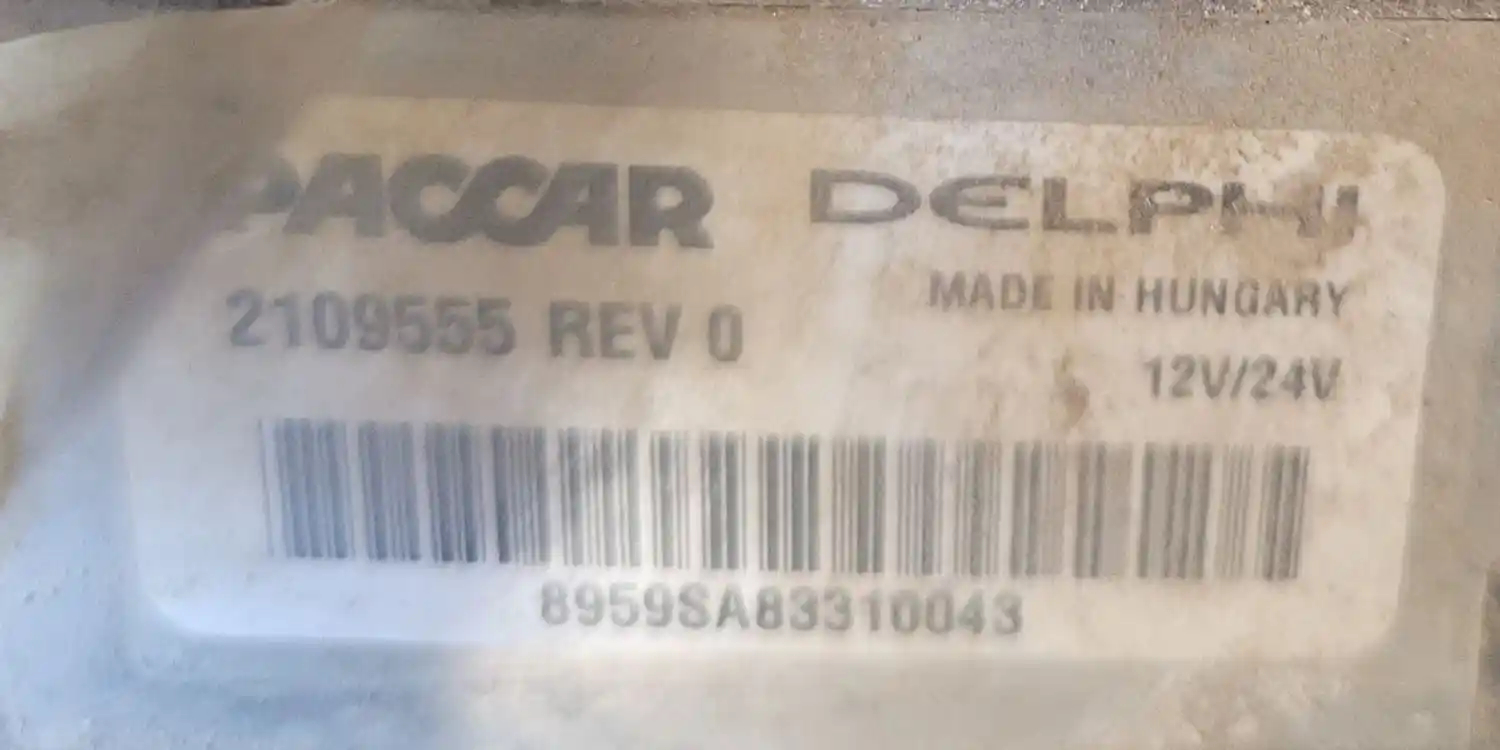 PACCAR DELPHI
MADE IN HUNGARY
2109555 REV 0
12V/24V
8959SA83310043